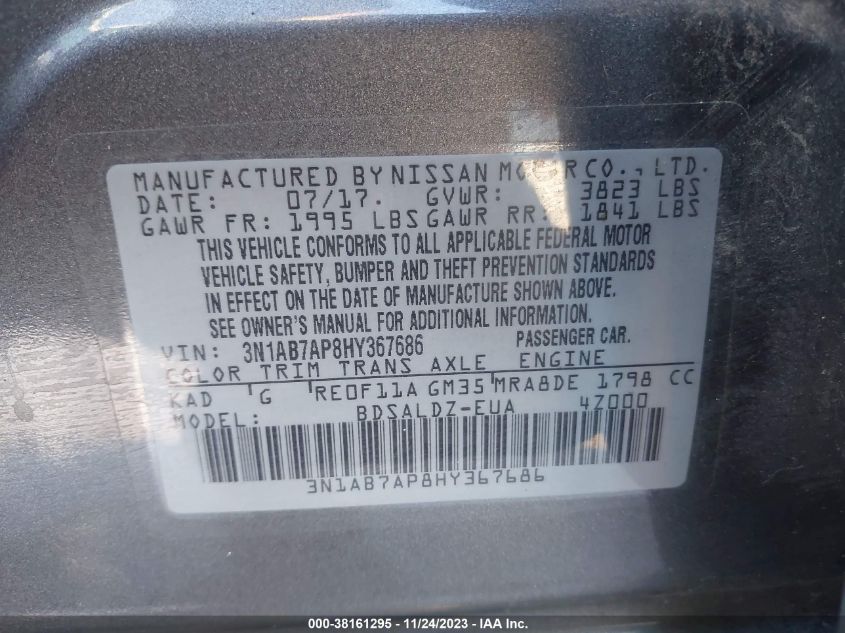 MANUFACTURED BY NISSAN MOTOR CO., LTD.
DATE: 07/17. GVWR: 3823 LBS
GAWR FR: 1995 LBS GAWR RR: 1841 LBS
THIS VEHICLE CONFORMS TO ALL APPLICABLE FEDERAL MOTOR
VEHICLE SAFETY, BUMPER AND THEFT PREVENTION STANDARDS
IN EFFECT ON THE DATE OF MANUFACTURE SHOWN ABOVE.
SEE OWNER'S MANUAL FOR ADDITIONAL INFORMATION.
VIN: 3N1AB7AP8HY367686 PASSENGER CAR.
COLOR TRIM TRANS AXLE ENGINE
KAD G RE0F11A GM35 MRA8DE 1798 CC
MODEL: BDSALDZ-EUA 4Z000
3N1AB7AP8HY367686
000-38161295 - 11/24/2023 - IAAI.COM